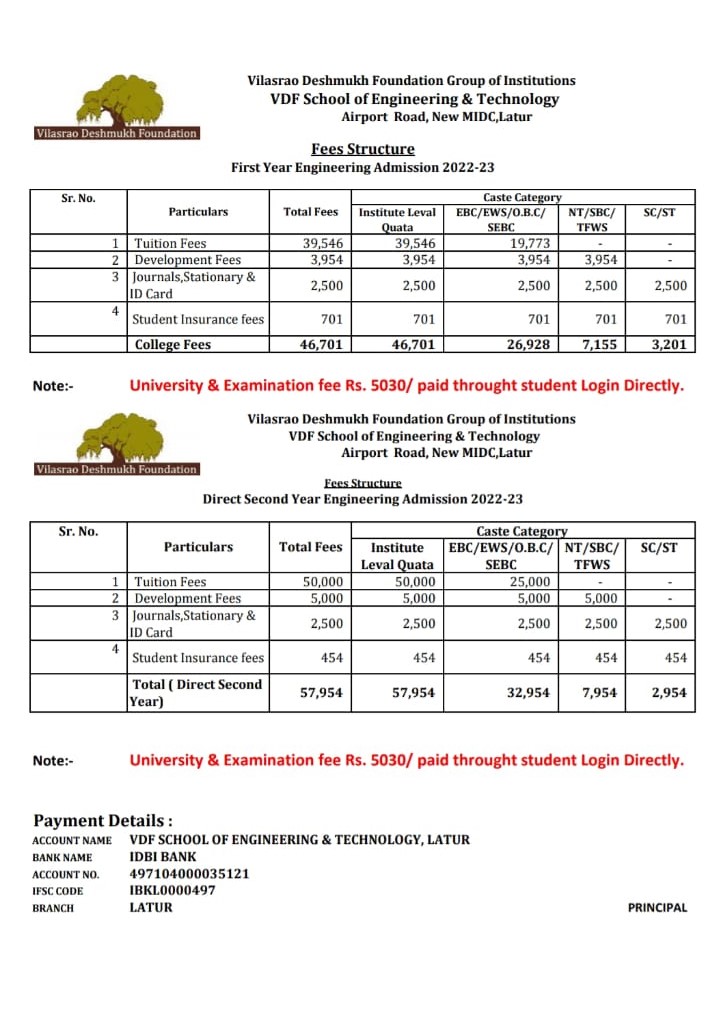 Vilasrao Deshmukh Foundation
Vilasrao Deshmukh Foundation Group of Institutions
VDF School of Engineering & Technology
Airport Road, New MIDC,Latur
Fees Structure
First Year Engineering Admission 2022-23
Sr. No. Particulars Total Fees Caste Category
Institute Leval Quata EBC/EWS/O.B.C/ SEBC NT/SBC/ TFWS SC/ST
1 Tuition Fees 39,546 39,546 19,773 - -
2 Development Fees 3,954 3,954 3,954 3,954 -
3 Journals,Stationary & ID Card 2,500 2,500 2,500 2,500 2,500
4 Student Insurance fees 701 701 701 701 701
College Fees 46,701 46,701 26,928 7,155 3,201
Note:- University & Examination fee Rs. 5030/ paid throught student Login Directly.
Vilasrao Deshmukh Foundation
Vilasrao Deshmukh Foundation Group of Institutions
VDF School of Engineering & Technology
Airport Road, New MIDC,Latur
Fees Structure
Direct Second Year Engineering Admission 2022-23
Sr. No. Particulars Total Fees Caste Category
Institute Leval Quata EBC/EWS/O.B.C/ SEBC NT/SBC/ TFWS SC/ST
1 Tuition Fees 50,000 50,000 25,000 - -
2 Development Fees 5,000 5,000 5,000 5,000 -
3 Journals,Stationary & ID Card 2,500 2,500 2,500 2,500 2,500
4 Student Insurance fees 454 454 454 454 454
Total ( Direct Second Year) 57,954 57,954 32,954 7,954 2,954
Note:- University & Examination fee Rs. 5030/ paid throught student Login Directly.
Payment Details :
ACCOUNT NAME VDF SCHOOL OF ENGINEERING & TECHNOLOGY, LATUR
BANK NAME IDBI BANK
ACCOUNT NO. 497104000035121
IFSC CODE IBKL0000497
BRANCH LATUR
PRINCIPAL